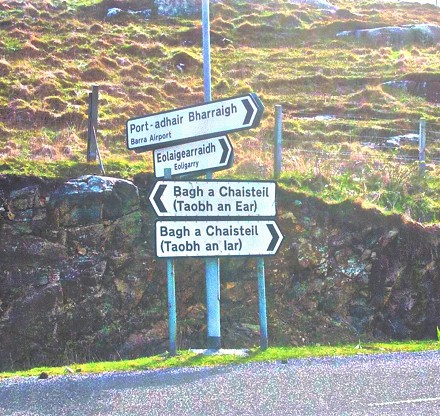 Port-adhair Bharraigh
Barra Airport
Eolaigearraidh
Eoligarry
Bagh a Chaisteil
(Taobh an Ear)
Bagh a Chaisteil
(Taobh an Iar)